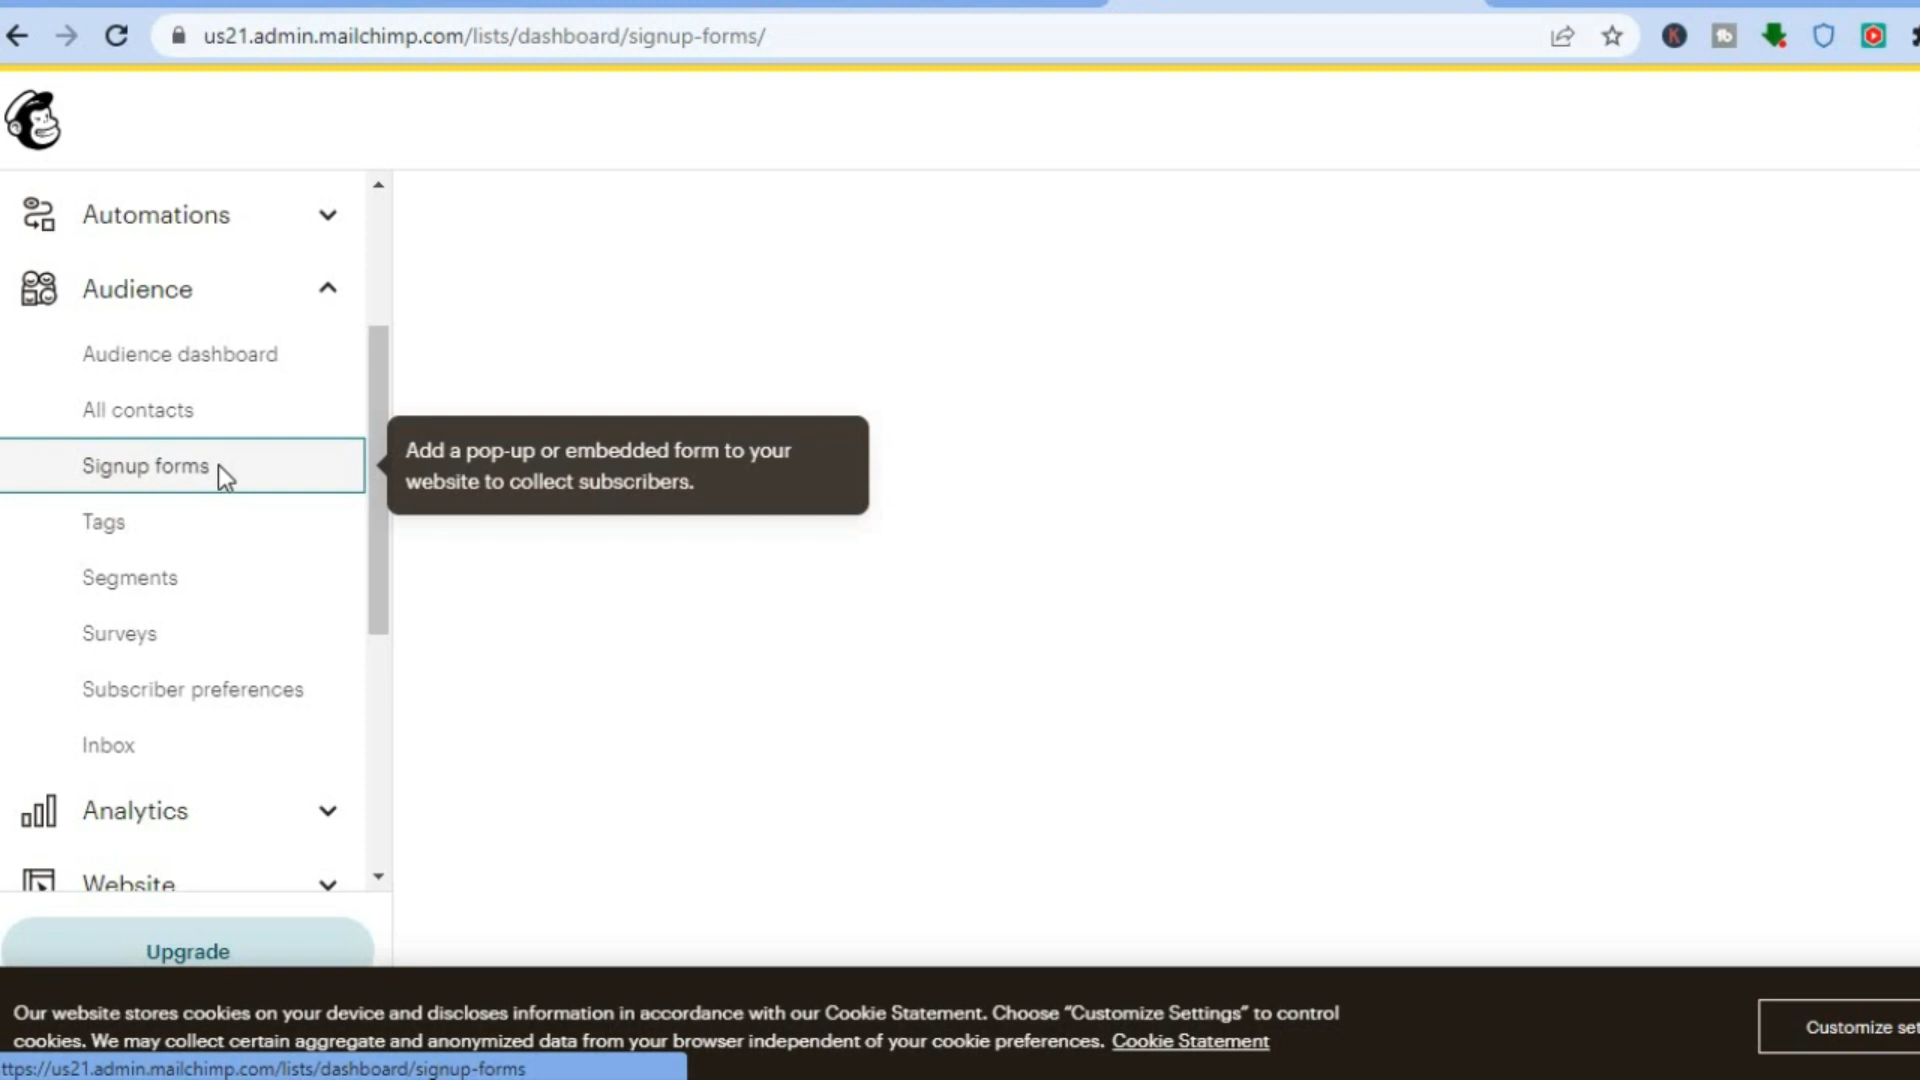 us21.admin.mailchimp.com/lists/dashboard/signup-forms/
Automations
Audience
Audience dashboard
All contacts
Signup forms
Add a pop-up or embedded form to your
website to collect subscribers.
Tags
Segments
Surveys
Subscriber preferences
Inbox
Analytics
Website
Upgrade
Our website stores cookies on your device and discloses information in accordance with our Cookie Statement. Choose “Customize Settings” to control
cookies. We may collect certain aggregate and anonymized data from your browser independent of your cookie preferences. Cookie Statement
Customize set
ttps://us21.admin.mailchimp.com/lists/dashboard/signup-forms